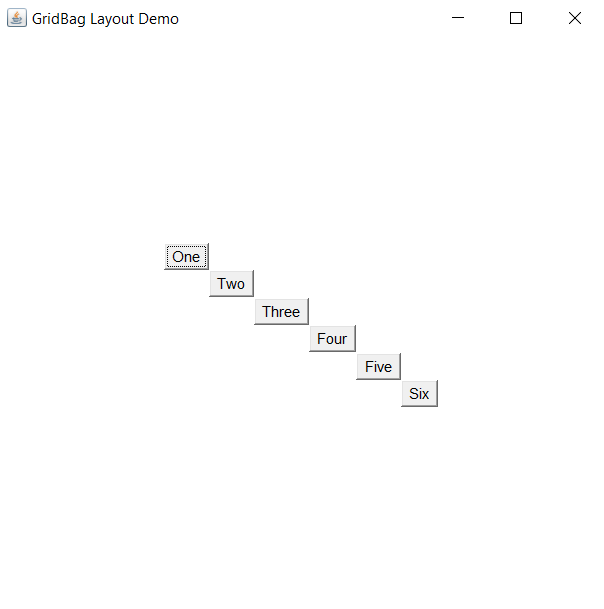 GridBag Layout Demo
One
Two
Three
Four
Five
Six